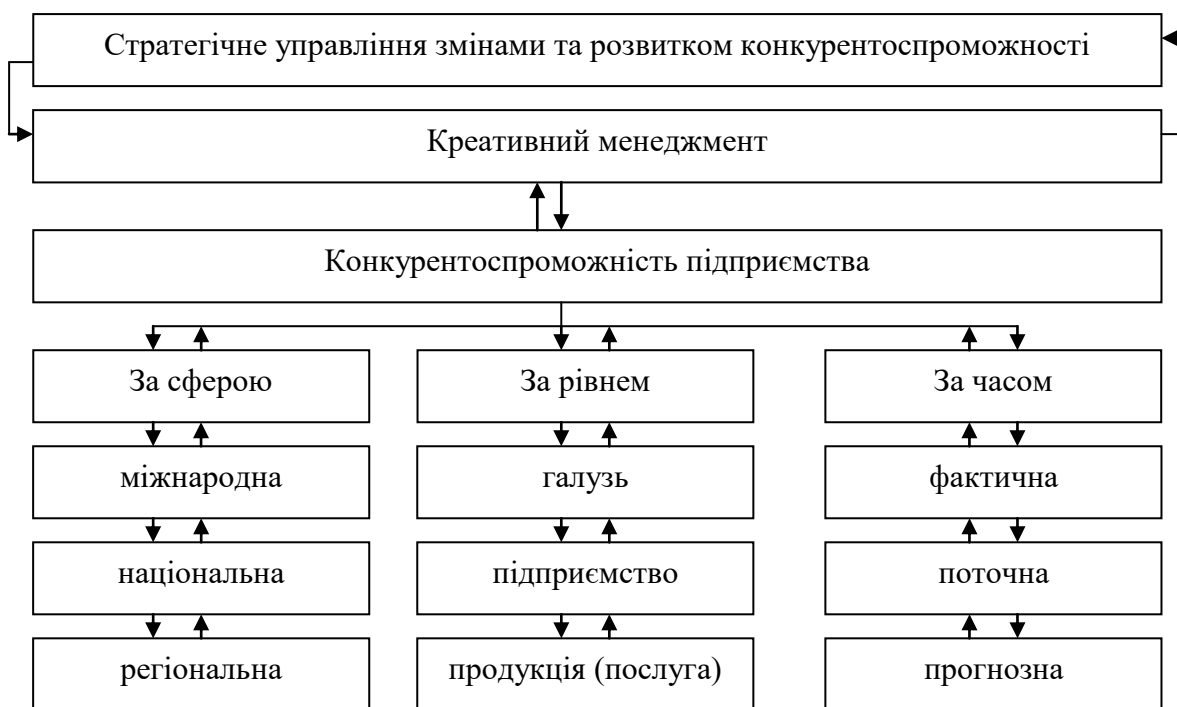 Стратегічне управління змінами та розвитком конкурентоспроможності
Креативний менеджмент
Конкурентоспроможність підприємства
За сферою
За рівнем
За часом
міжнародна
галузь
фактична
національна
підприємство
поточна
регіональна
продукція (послуга)
прогнозна